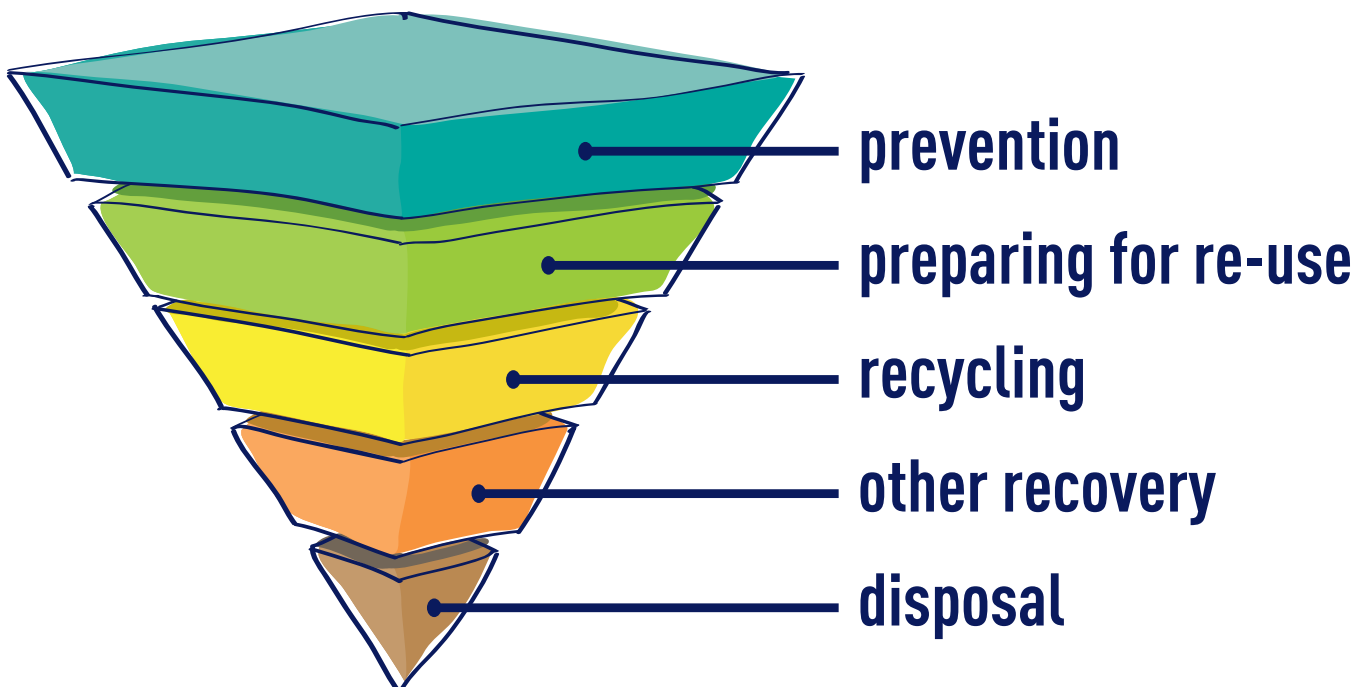 prevention
preparing for re-use
recycling
other recovery
disposal